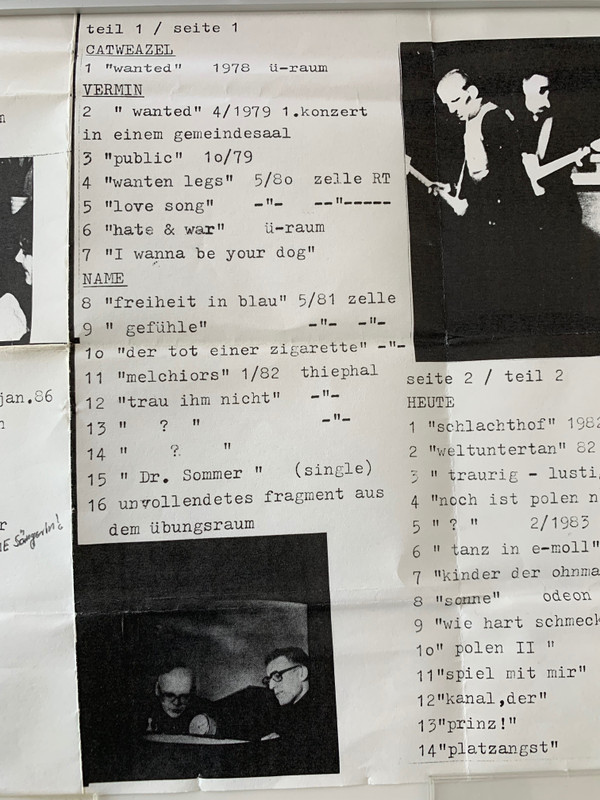 n
jan.86
n
r
NE Sängerln!
teil 1 / seite 1
CATWEAZEL
1 "wanted" 1978 ü-raum
VERMIN
2 " wanted" 4/1979 1.konzert
in einem gemeindesaal
3 "public" 1o/79
4 "wanten legs" 5/8o zelle RT
5 "love song" -"- --"-----
6 "hate & war" ü-raum
7 "I wanna be your dog"
NAME
8 "freiheit in blau" 5/81 zelle
9 " gefühle" -"- -"-
1o "der tot einer zigarette" -"-
11 "melchiors" 1/82 thiephal
12 "trau ihm nicht" -"-
13 " ? " -"-
14 " ? "
15 " Dr. Sommer " (single)
16 unvollendetes fragment aus
dem übungsraum
seite 2 / teil 2
HEUTE
1 "schlachthof" 1982
2 "weltuntertan" 82
3 " traurig - lustig
4 "noch ist polen n
5 " ? " 2/1983
6 " tanz in e-moll"
7 "kinder der ohnma
8 "sonne" odeon
9 "wie hart schmeck
1o" polen II "
11"spiel mit mir"
12"kanal,der"
13"prinz!"
14"platzangst"